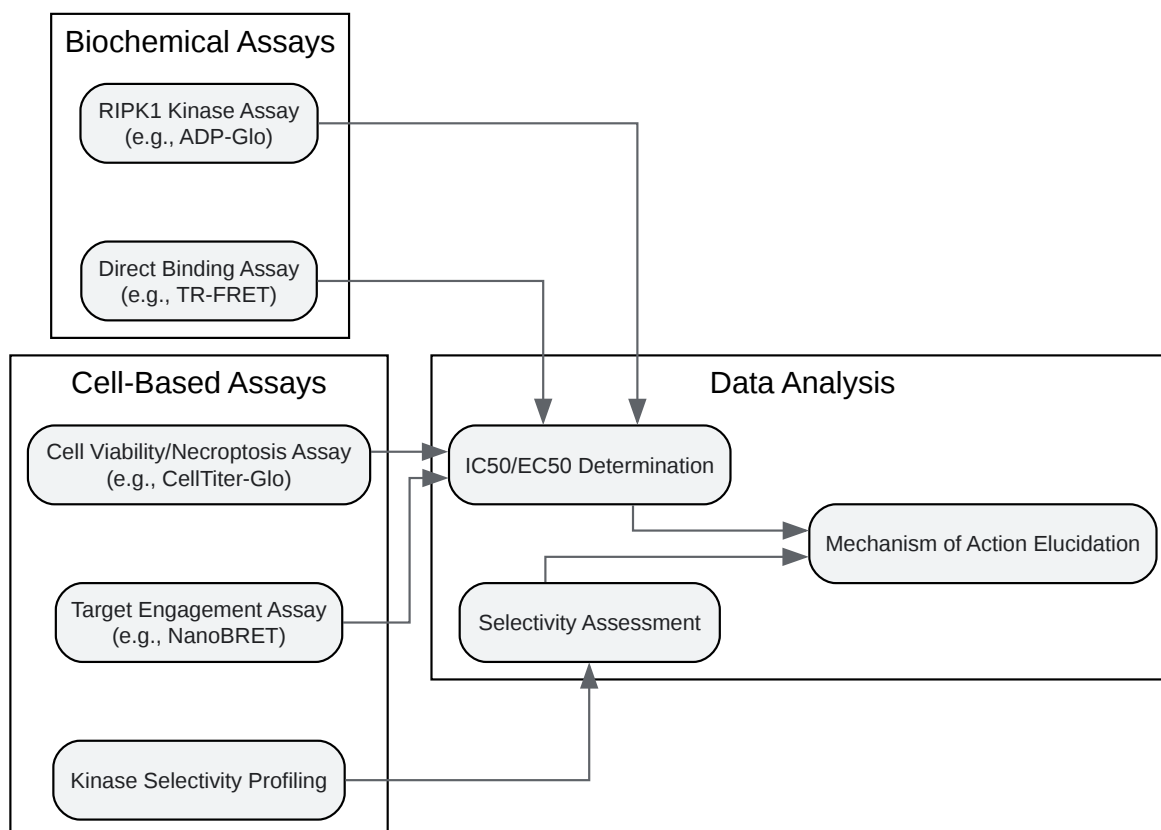 Biochemical Assays
RIPK1 Kinase Assay
(e.g., ADP-Glo)
Direct Binding Assay
(e.g., TR-FRET)
Cell-Based Assays
Cell Viability/Necroptosis Assay
(e.g., CellTiter-Glo)
Target Engagement Assay
(e.g., NanoBRET)
Kinase Selectivity Profiling
Data Analysis
IC50/EC50 Determination
Selectivity Assessment
Mechanism of Action Elucidation